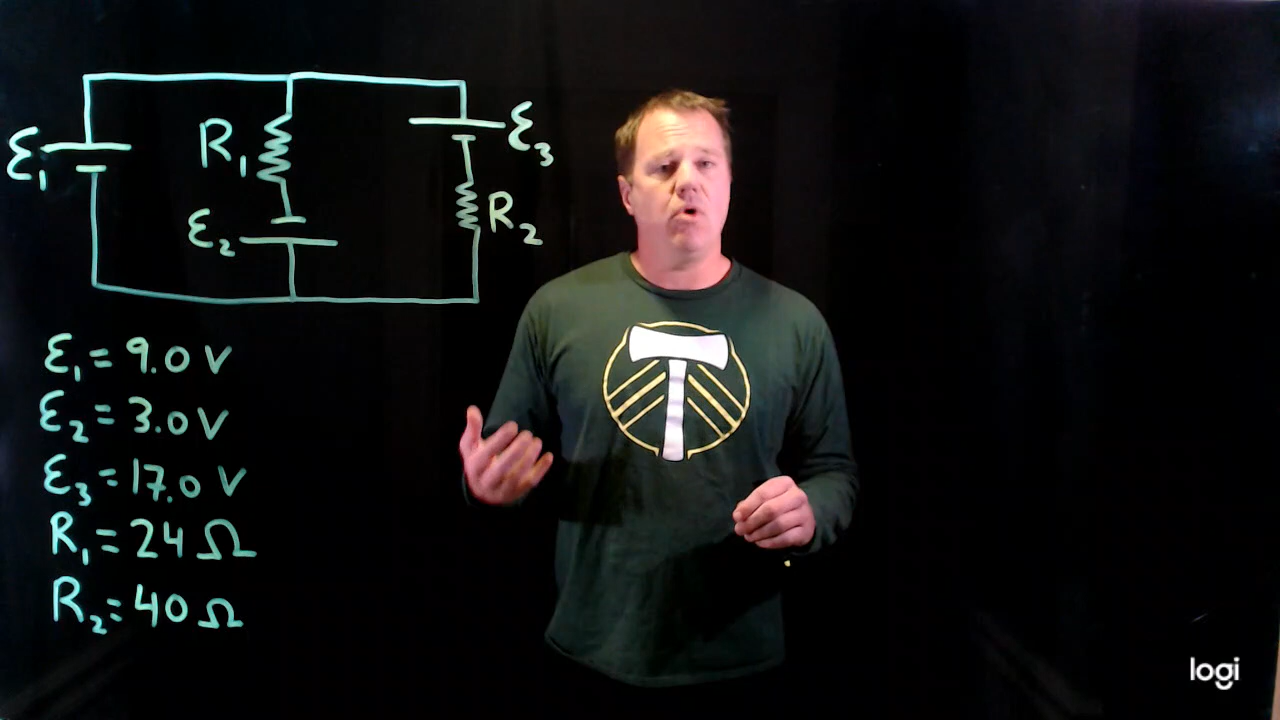 ε₁
R₁
ε₂
ε₃
R₂
ε₁ = 9.0 V
ε₂ = 3.0 V
ε₃ = 17.0 V
R₁ = 24 Ω
R₂ = 40 Ω
logi